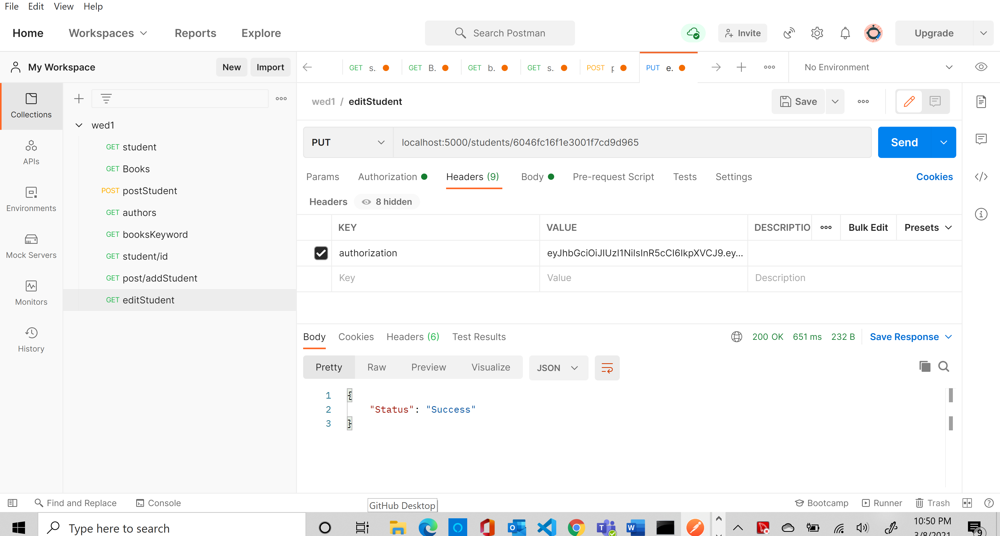 File Edit View Help
Home Workspaces Reports Explore Search Postman Invite Upgrade
My Workspace New Import GET s. GET B. GET b. GET s. POST PUT e. No Environment
Collections
wed1 / editStudent Save
wed1
PUT localhost:5000/students/6046fc16f1e3001f7cd9d965 Send
GET student
APIs
GET Books
Params Authorization Headers (9) Body Pre-request Script Tests Settings Cookies
POST postStudent
Environments
Headers 8 hidden
GET authors
KEY VALUE DESCRIPTIO Bulk Edit Presets
GET booksKeyword
Mock Servers
authorization eyJhbGciOiJIUzI1NiIsInR5cCI6IkpXVCJ9.ey...
GET student/id
GET post/addStudent
Key Value Description
Monitors
GET editStudent
History
Body Cookies Headers (6) Test Results 200 OK 651 ms 232 B Save Response
Pretty Raw Preview Visualize JSON
1 {
2 "Status": "Success"
3 }
Find and Replace Console GitHub Desktop Bootcamp Runner Trash
Type here to search 10:50 PM
3/8/2021
9